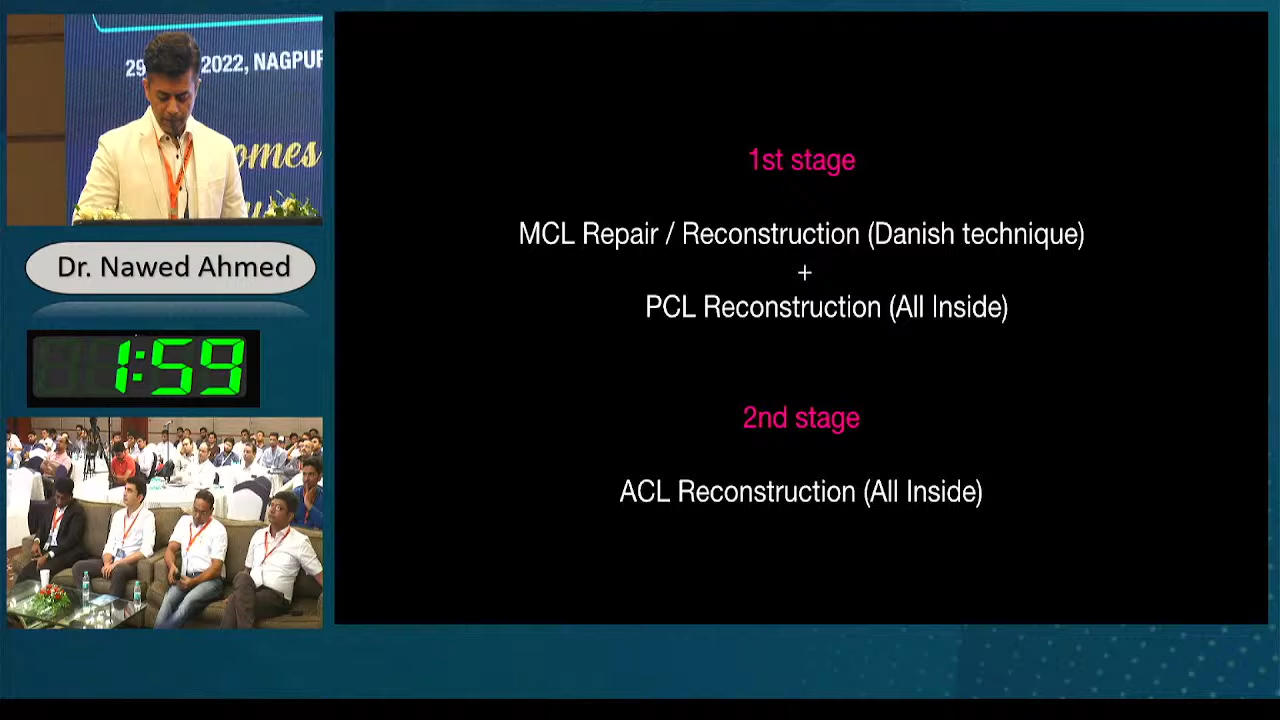 2022, NAGPUR
omes
Dr. Nawed Ahmed
1:59
1st stage
MCL Repair / Reconstruction (Danish technique)
+
PCL Reconstruction (All Inside)
2nd stage
ACL Reconstruction (All Inside)